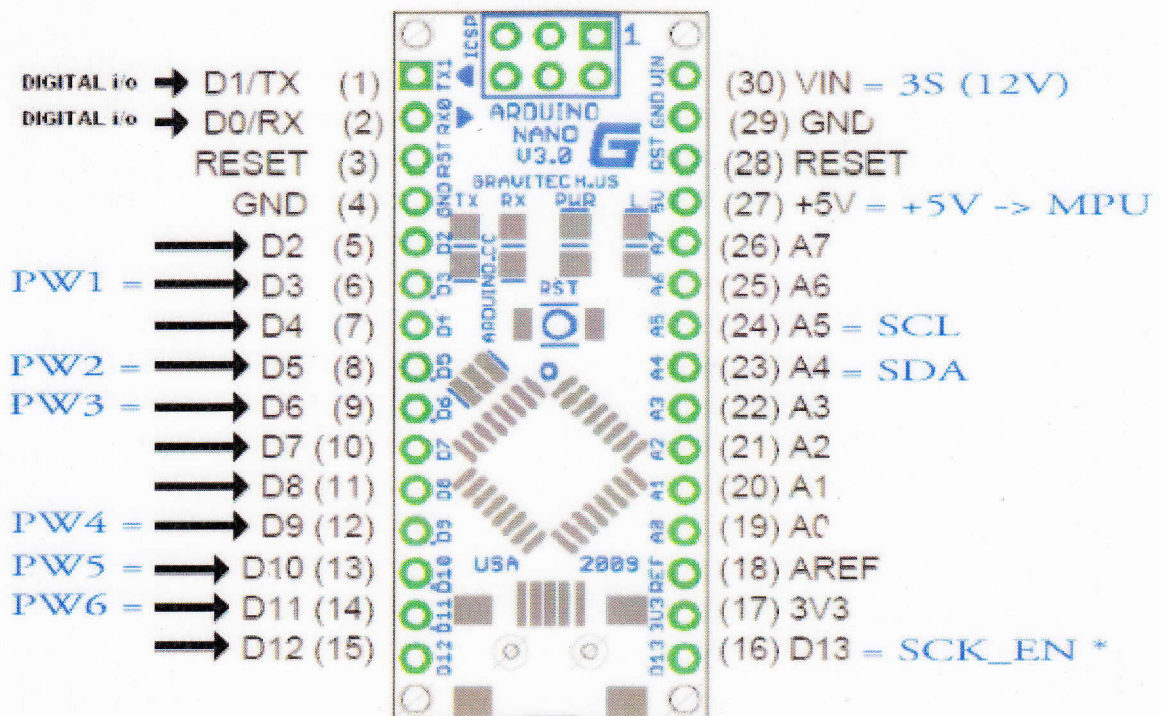 DIGITAL i/o D1/TX (1)
DIGITAL i/o D0/RX (2)
RESET (3)
GND (4)
D2 (5)
PW1 = D3 (6)
D4 (7)
PW2 = D5 (8)
PW3 = D6 (9)
D7 (10)
D8 (11)
PW4 = D9 (12)
PW5 = D10 (13)
PW6 = D11 (14)
D12 (15)
ICSP
1
TX1
RX0
RST
GND
D2
D3
D4
D5
D6
D7
D8
D9
D10
D11
D12
ARDUINO
NANO
V3.0
G
GRAVITECH.US
TX RX PWR L
ARDUINO.CC
RST
USA 2009
VIN
GND
RST
5V
A7
A6
A5
A4
A3
A2
A1
A0
REF
3V3
D13
(30) VIN = 3S (12V)
(29) GND
(28) RESET
(27) +5V = +5V -> MPU
(26) A7
(25) A6
(24) A5 = SCL
(23) A4 = SDA
(22) A3
(21) A2
(20) A1
(19) A0
(18) AREF
(17) 3V3
(16) D13 = SCK_EN *